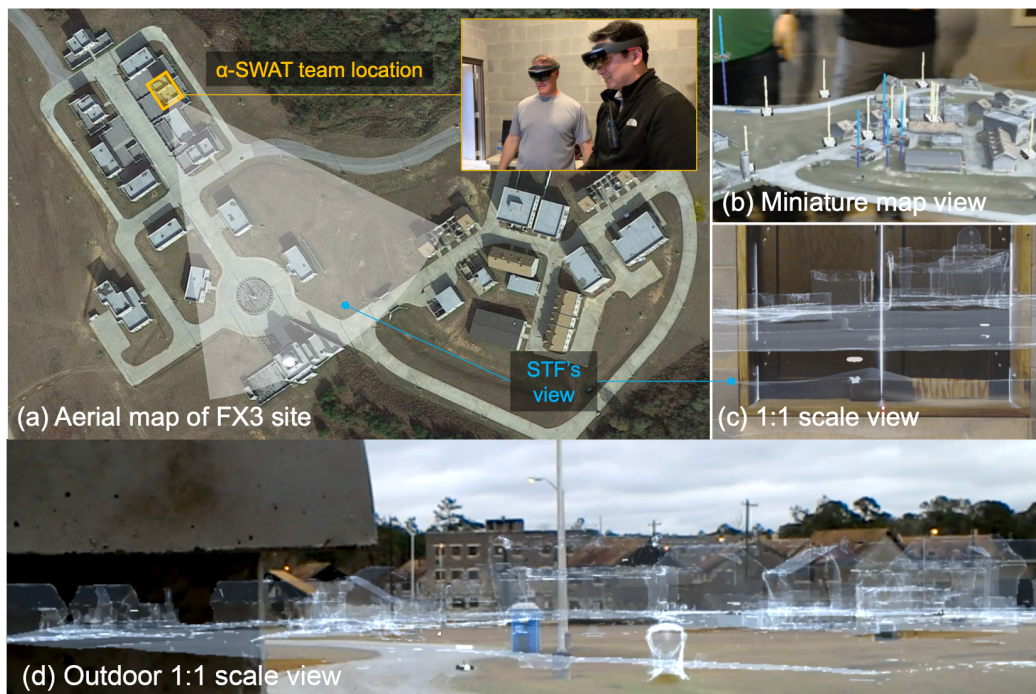 α-SWAT team location
STF's
view
(a) Aerial map of FX3 site
(b) Miniature map view
(c) 1:1 scale view
(d) Outdoor 1:1 scale view